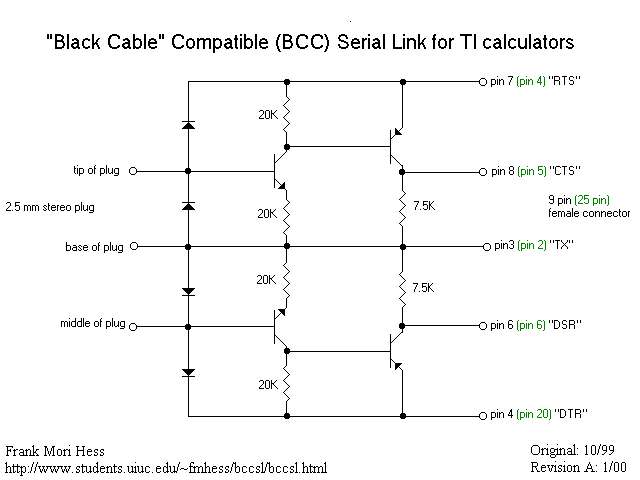 "Black Cable" Compatible (BCC) Serial Link for TI calculators
pin 7 (pin 4) "RTS"
20K
tip of plug
pin 8 (pin 5) "CTS"
2.5 mm stereo plug
20K
7.5K
9 pin (25 pin)
female connector
base of plug
pin3 (pin 2) "TX"
20K
7.5K
middle of plug
pin 6 (pin 6) "DSR"
20K
pin 4 (pin 20) "DTR"
Frank Mori Hess
http://www.students.uiuc.edu/~fmhess/bccsl/bccsl.html
Original: 10/99
Revision A: 1/00